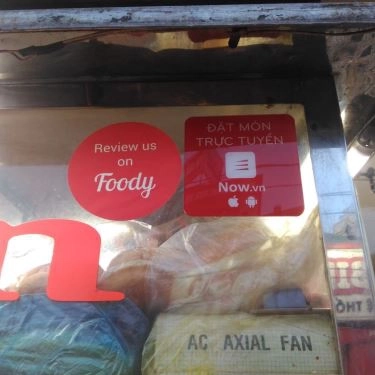 Review us
on
Foody
ĐẶT MÓN
TRỰC TUYẾN
Now.vn
n
AC AXIAL FAN